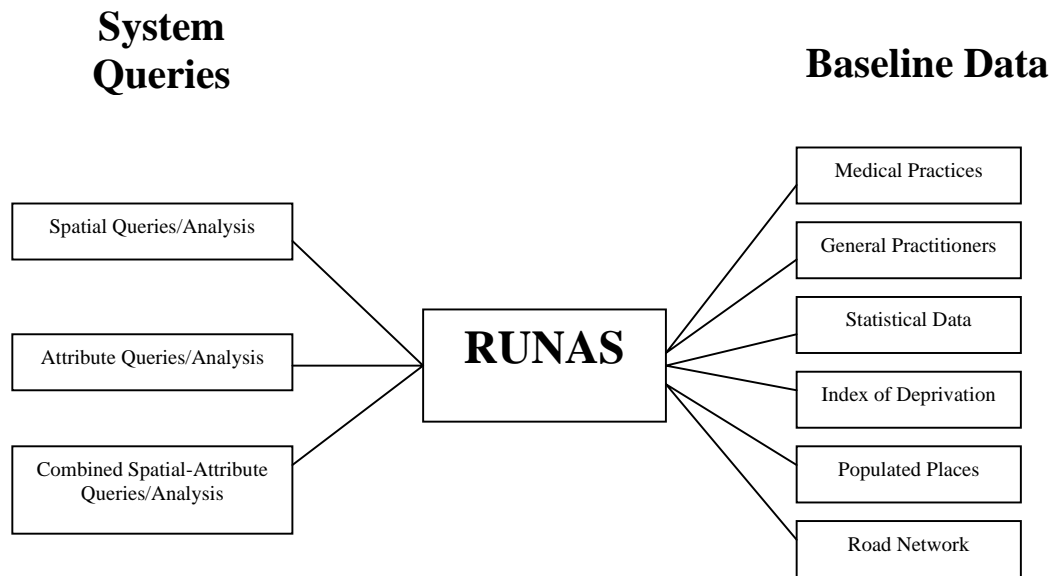 System
Queries
Baseline Data
Spatial Queries/Analysis
Attribute Queries/Analysis
Combined Spatial-Attribute
Queries/Analysis
RUNAS
Medical Practices
General Practitioners
Statistical Data
Index of Deprivation
Populated Places
Road Network